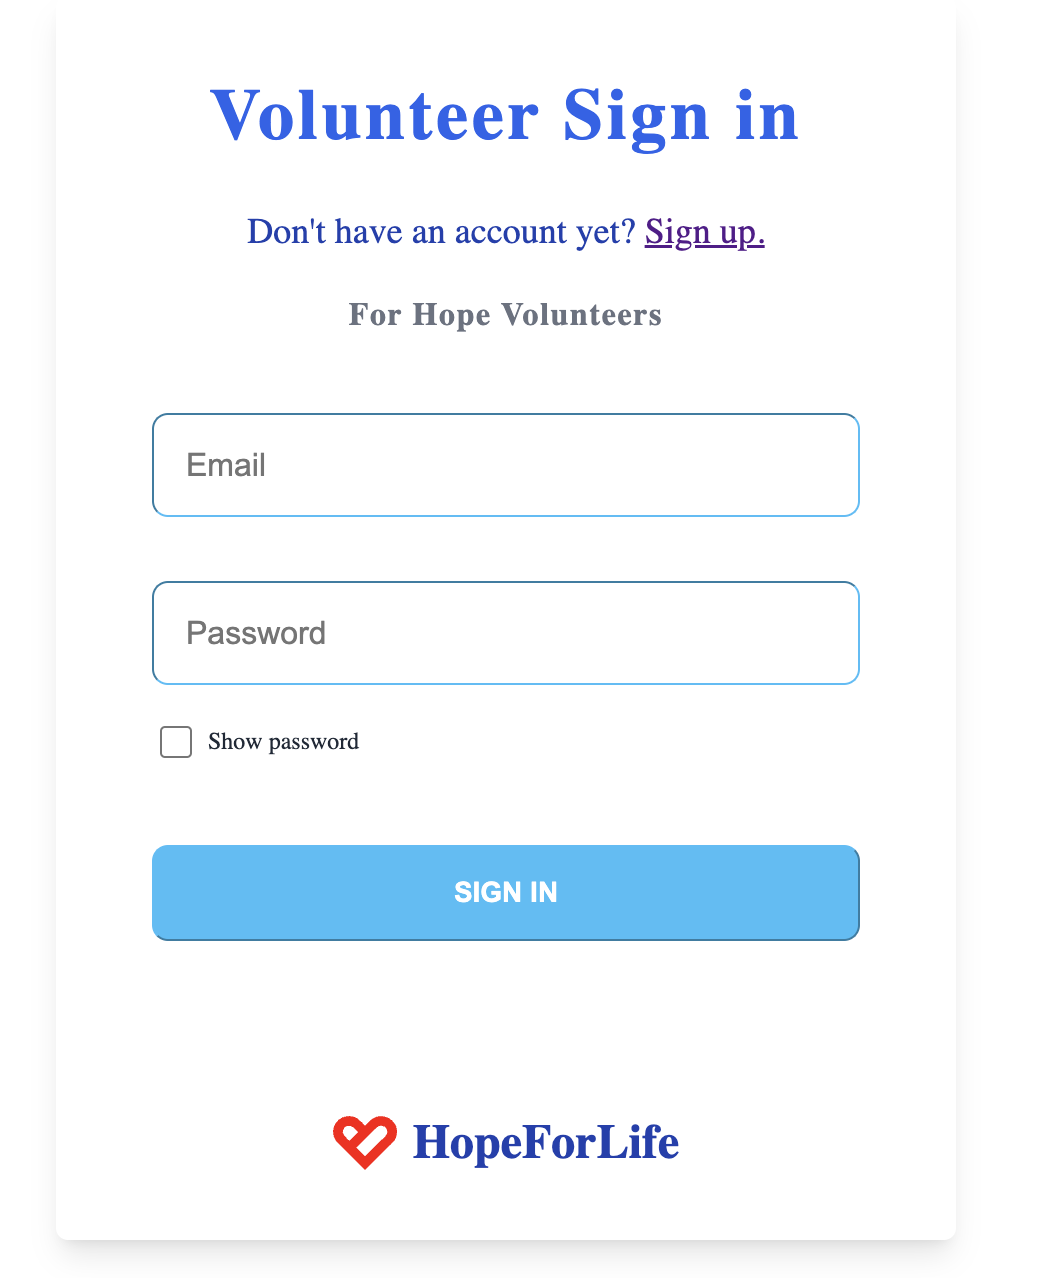 Volunteer Sign in
Don't have an account yet? Sign up.
For Hope Volunteers
Email
Password
Show password
SIGN IN
HopeForLife